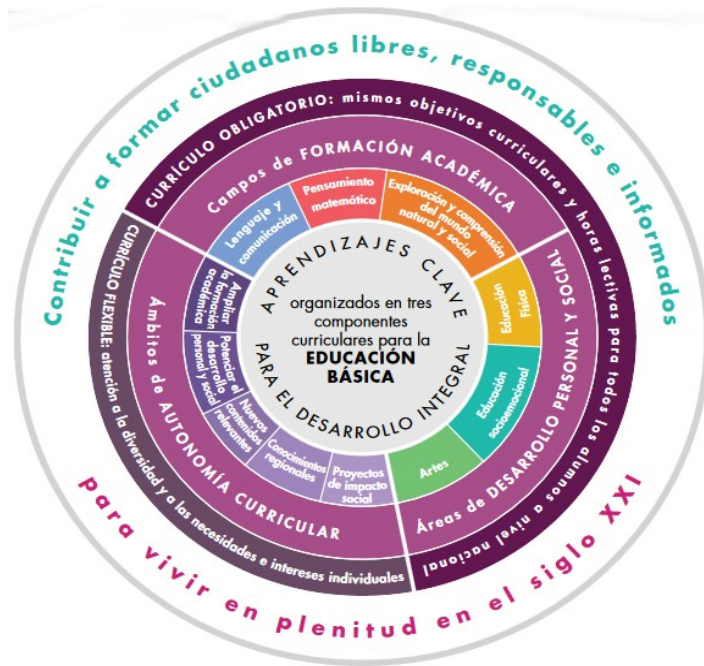 Contribuir a formar ciudadanos libres, responsables e informados
para vivir en plenitud en el siglo XXI
CURRÍCULO OBLIGATORIO: mismos objetivos curriculares y horas lectivas para todos los alumnos a nivel nacional
CURRÍCULO FLEXIBLE: atención a la diversidad y a las necesidades e intereses individuales
Campos de FORMACIÓN ACADÉMICA
Lenguaje y
comunicación
Pensamiento
matemático
Exploración y comprensión
del mundo
natural y social
Áreas de DESARROLLO PERSONAL Y SOCIAL
Educación
Física
Educación
socioemocional
Artes
Ámbitos de AUTONOMÍA CURRICULAR
Ampliar
la formación
académica
Potenciar el
desarrollo
personal y social
Nuevos
contenidos
relevantes
Conocimientos
regionales
Proyectos
de impacto
social
APRENDIZAJES CLAVE
organizados en tres
componentes
curriculares para la
EDUCACIÓN
BÁSICA
PARA EL DESARROLLO INTEGRAL